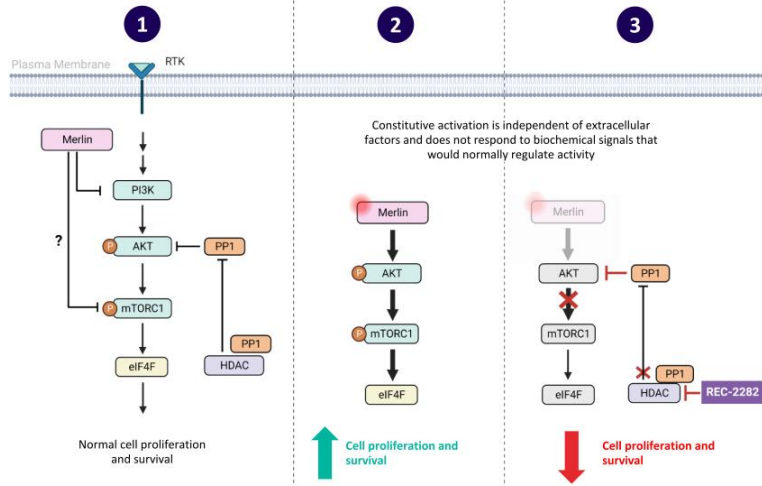 1
2
3
Plasma Membrane
RTK
Merlin
PI3K
?
P
AKT
PP1
P
mTORC1
PP1
HDAC
eIF4F
Normal cell proliferation
and survival
Constitutive activation is independent of extracellular
factors and does not respond to biochemical signals that
would normally regulate activity
Merlin
P
AKT
P
mTORC1
eIF4F
Cell proliferation and
survival
Merlin
AKT
PP1
mTORC1
PP1
HDAC
REC-2282
eIF4F
Cell proliferation and
survival